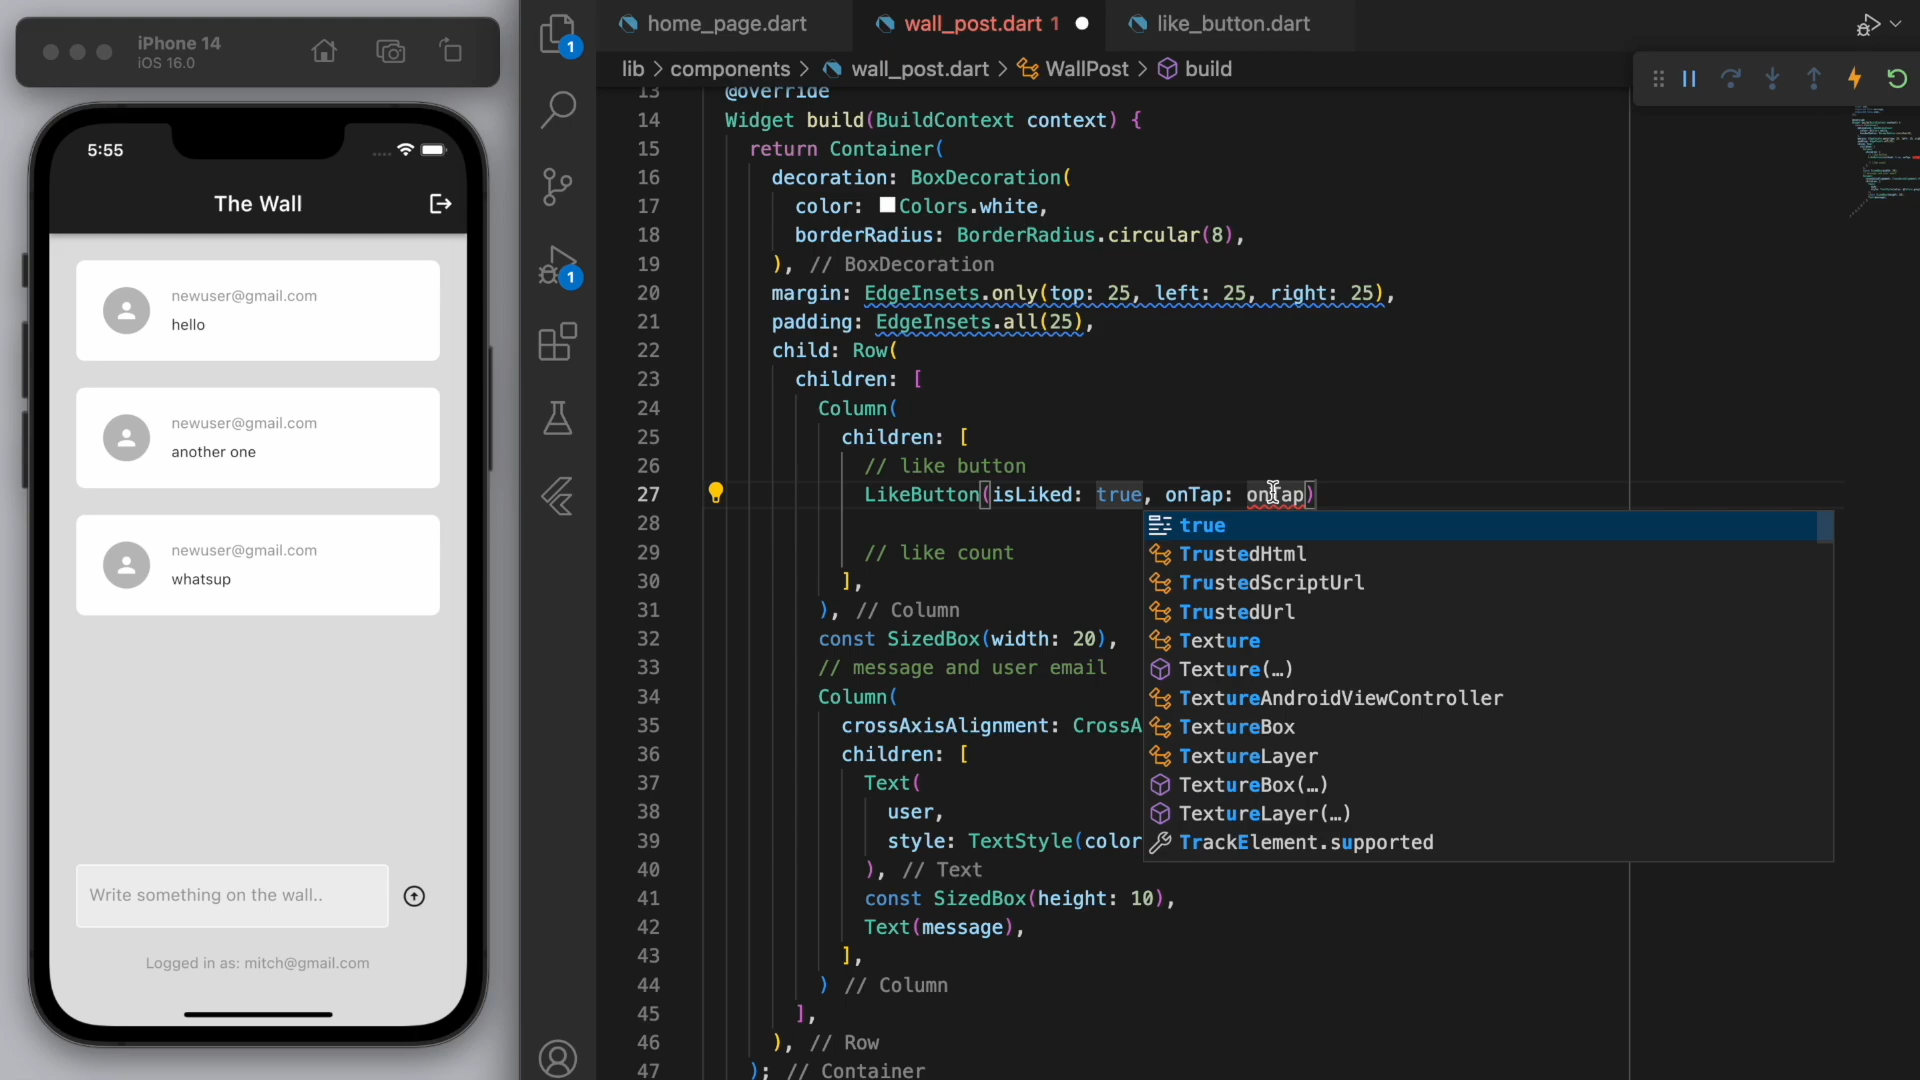 iPhone 14
iOS 16.0
5:55
The Wall
newuser@gmail.com
hello
newuser@gmail.com
another one
newuser@gmail.com
whatsup
Write something on the wall..
Logged in as: mitch@gmail.com
1
1
home_page.dart
wall_post.dart 1
like_button.dart
lib > components > wall_post.dart > WallPost > build
13 @override
14 Widget build(BuildContext context) {
15 return Container(
16 decoration: BoxDecoration(
17 color: Colors.white,
18 borderRadius: BorderRadius.circular(8),
19 ), // BoxDecoration
20 margin: EdgeInsets.only(top: 25, left: 25, right: 25),
21 padding: EdgeInsets.all(25),
22 child: Row(
23 children: [
24 Column(
25 children: [
26 // like button
27 LikeButton(isLiked: true, onTap: onTap)
28
29 // like count
30 ],
31 ), // Column
32 const SizedBox(width: 20),
33 // message and user email
34 Column(
35 crossAxisAlignment: CrossA
36 children: [
37 Text(
38 user,
39 style: TextStyle(color
40 ), // Text
41 const SizedBox(height: 10),
42 Text(message),
43 ],
44 ) // Column
45 ],
46 ), // Row
47 ); // Container
true
TrustedHtml
TrustedScriptUrl
TrustedUrl
Texture
Texture(…)
TextureAndroidViewController
TextureBox
TextureLayer
TextureBox(…)
TextureLayer(…)
TrackElement.supported